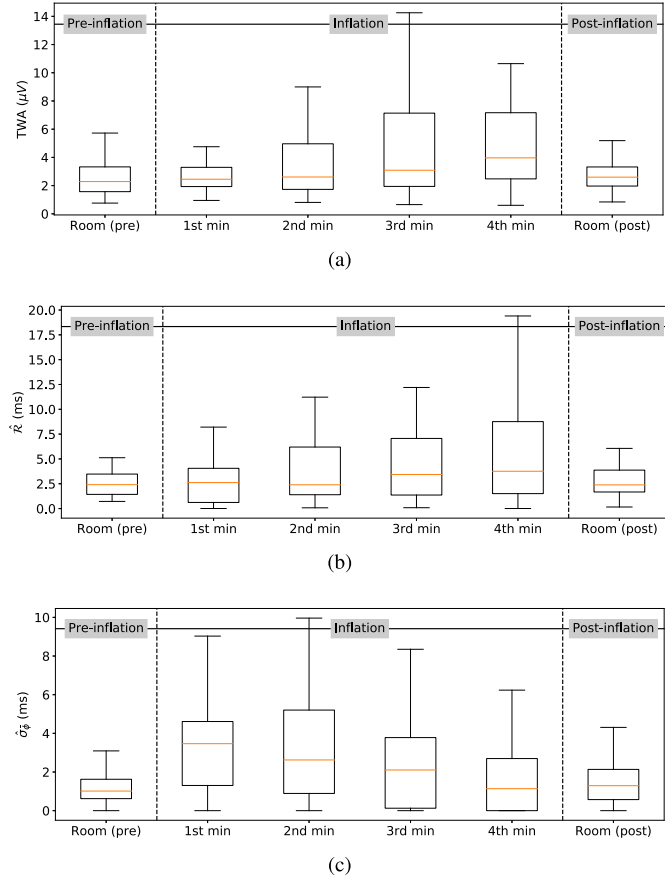 Pre-inflation Inflation Post-inflation
14
12
10
8
6
4
2
0
TWA (μV)
Room (pre) 1st min 2nd min 3rd min 4th min Room (post)
(a)
Pre-inflation Inflation Post-inflation
20.0
17.5
15.0
12.5
10.0
7.5
5.0
2.5
0.0
R̂ (ms)
Room (pre) 1st min 2nd min 3rd min 4th min Room (post)
(b)
Pre-inflation Inflation Post-inflation
10
8
6
4
2
0
σ̂_φ̄ (ms)
Room (pre) 1st min 2nd min 3rd min 4th min Room (post)
(c)